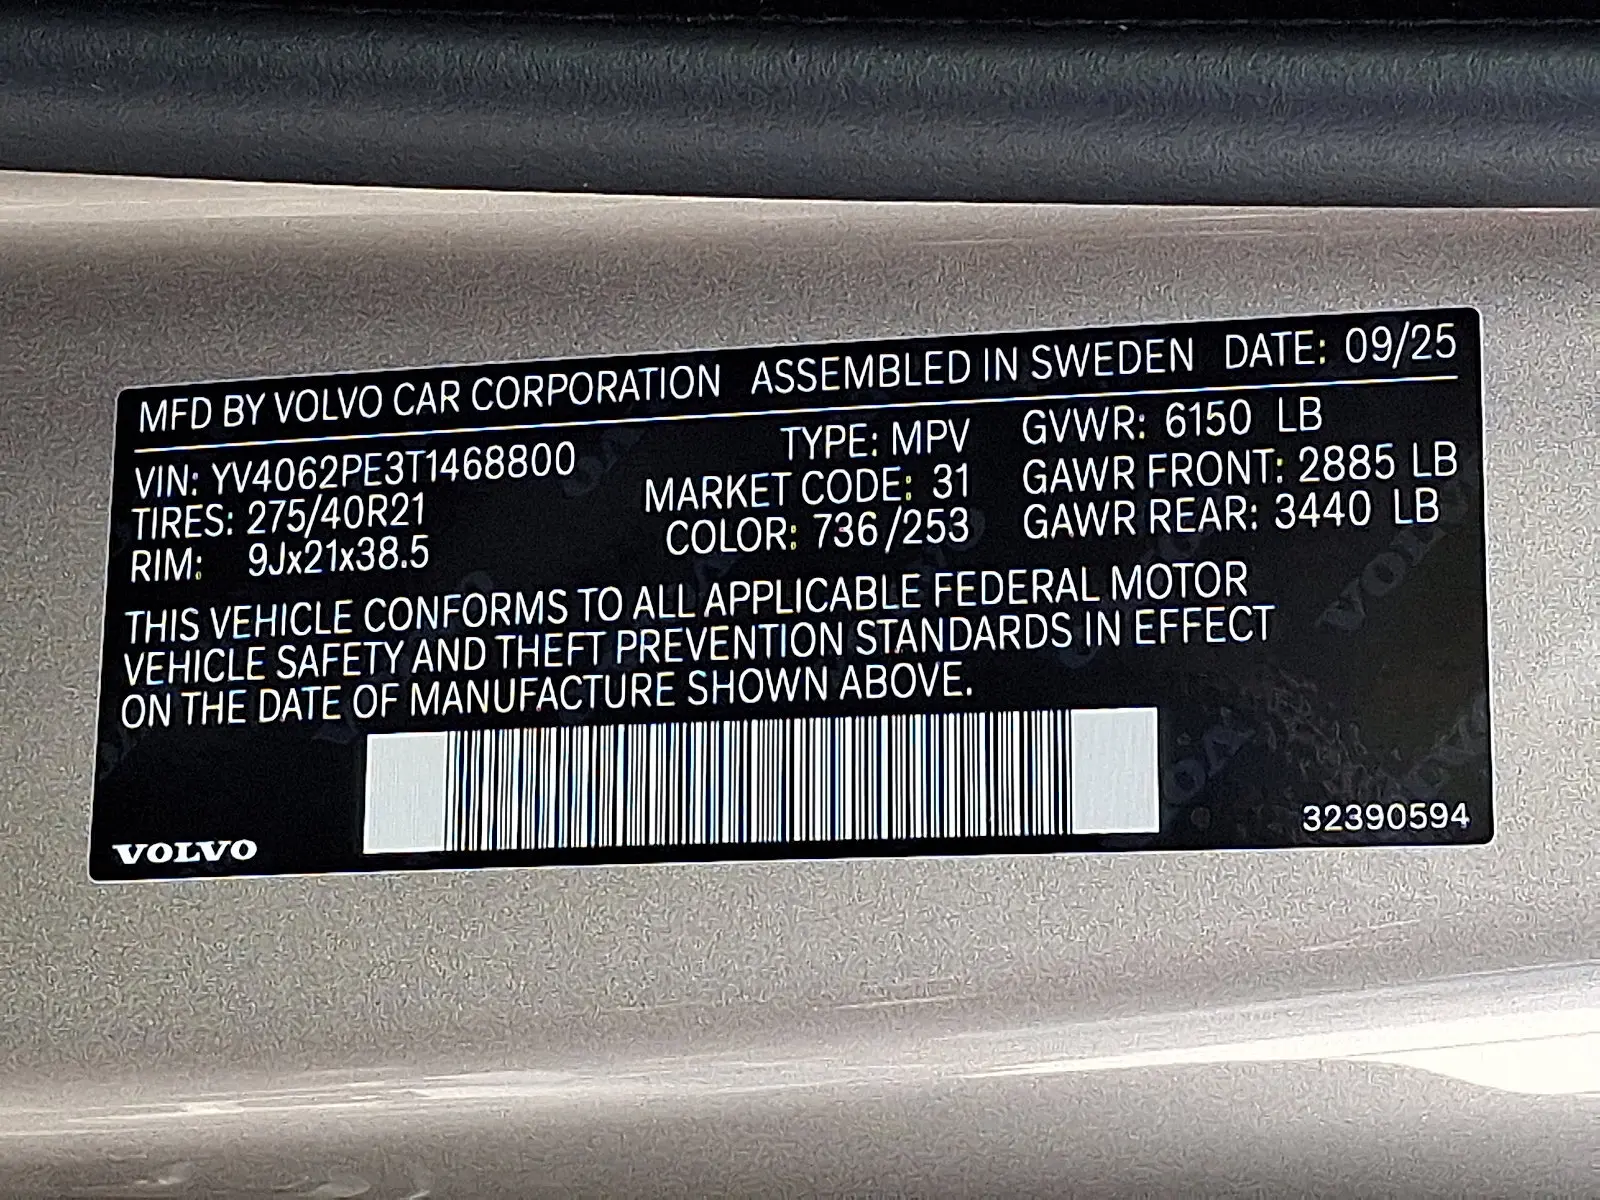 MFD BY VOLVO CAR CORPORATION ASSEMBLED IN SWEDEN DATE: 09/25
VIN: YV4062PE3T1468800 TYPE: MPV GVWR: 6150 LB
TIRES: 275/40R21 MARKET CODE: 31 GAWR FRONT: 2885 LB
RIM: 9Jx21x38.5 COLOR: 736/253 GAWR REAR: 3440 LB
THIS VEHICLE CONFORMS TO ALL APPLICABLE FEDERAL MOTOR
VEHICLE SAFETY AND THEFT PREVENTION STANDARDS IN EFFECT
ON THE DATE OF MANUFACTURE SHOWN ABOVE.
VOLVO 32390594